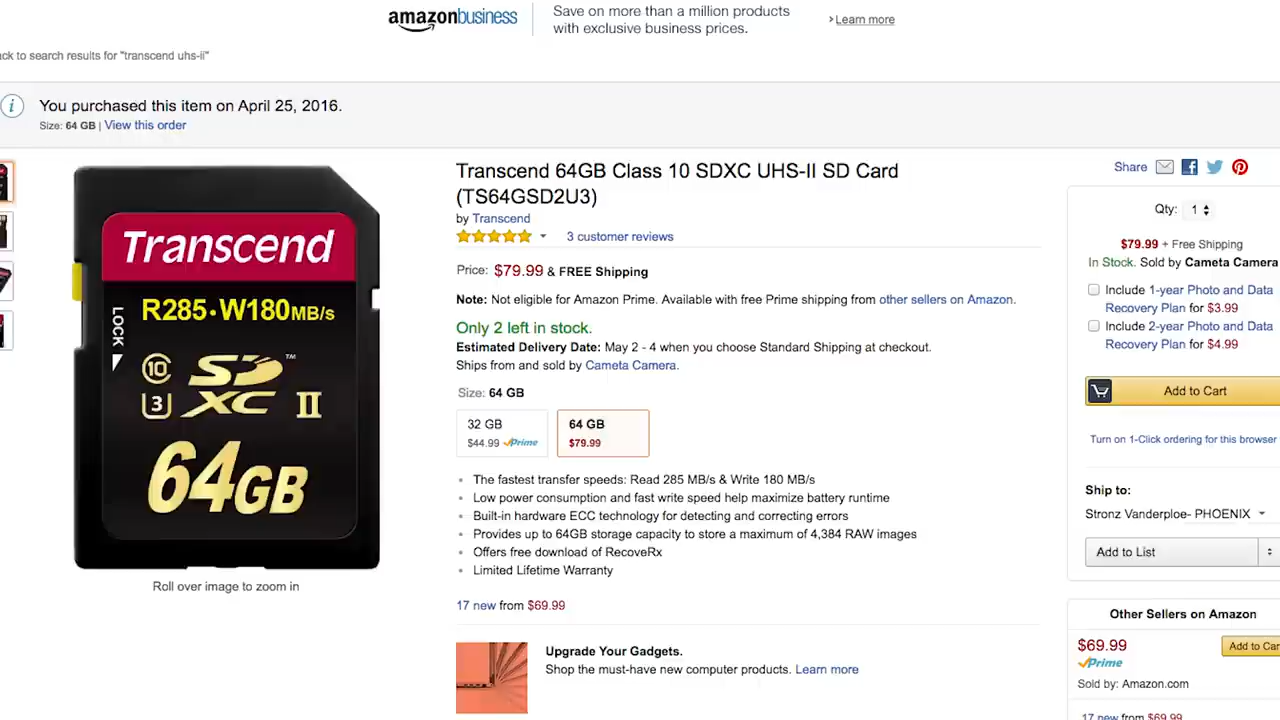 amazonbusiness
Save on more than a million products
with exclusive business prices.
Learn more
ck to search results for "transcend uhs-ii"
You purchased this item on April 25, 2016.
Size: 64 GB | View this order
Transcend
R285·W180MB/s
LOCK
10
SD™
3
XC II
64GB
Roll over image to zoom in
Transcend 64GB Class 10 SDXC UHS-II SD Card
(TS64GSD2U3)
by Transcend
3 customer reviews
Price: $79.99 & FREE Shipping
Note: Not eligible for Amazon Prime. Available with free Prime shipping from other sellers on Amazon.
Only 2 left in stock.
Estimated Delivery Date: May 2 - 4 when you choose Standard Shipping at checkout.
Ships from and sold by Cameta Camera.
Size: 64 GB
32 GB
$44.99 Prime
64 GB
$79.99
The fastest transfer speeds: Read 285 MB/s & Write 180 MB/s
Low power consumption and fast write speed help maximize battery runtime
Built-in hardware ECC technology for detecting and correcting errors
Provides up to 64GB storage capacity to store a maximum of 4,384 RAW images
Offers free download of RecoveRx
Limited Lifetime Warranty
17 new from $69.99
Upgrade Your Gadgets.
Shop the must-have new computer products. Learn more
Share
Qty: 1
$79.99 + Free Shipping
In Stock. Sold by Cameta Camera
Include 1-year Photo and Data
Recovery Plan for $3.99
Include 2-year Photo and Data
Recovery Plan for $4.99
Add to Cart
Turn on 1-Click ordering for this browser
Ship to:
Stronz Vanderploe- PHOENIX
Add to List
Other Sellers on Amazon
$69.99
Add to Car
Prime
Sold by: Amazon.com
17 new from $69.99